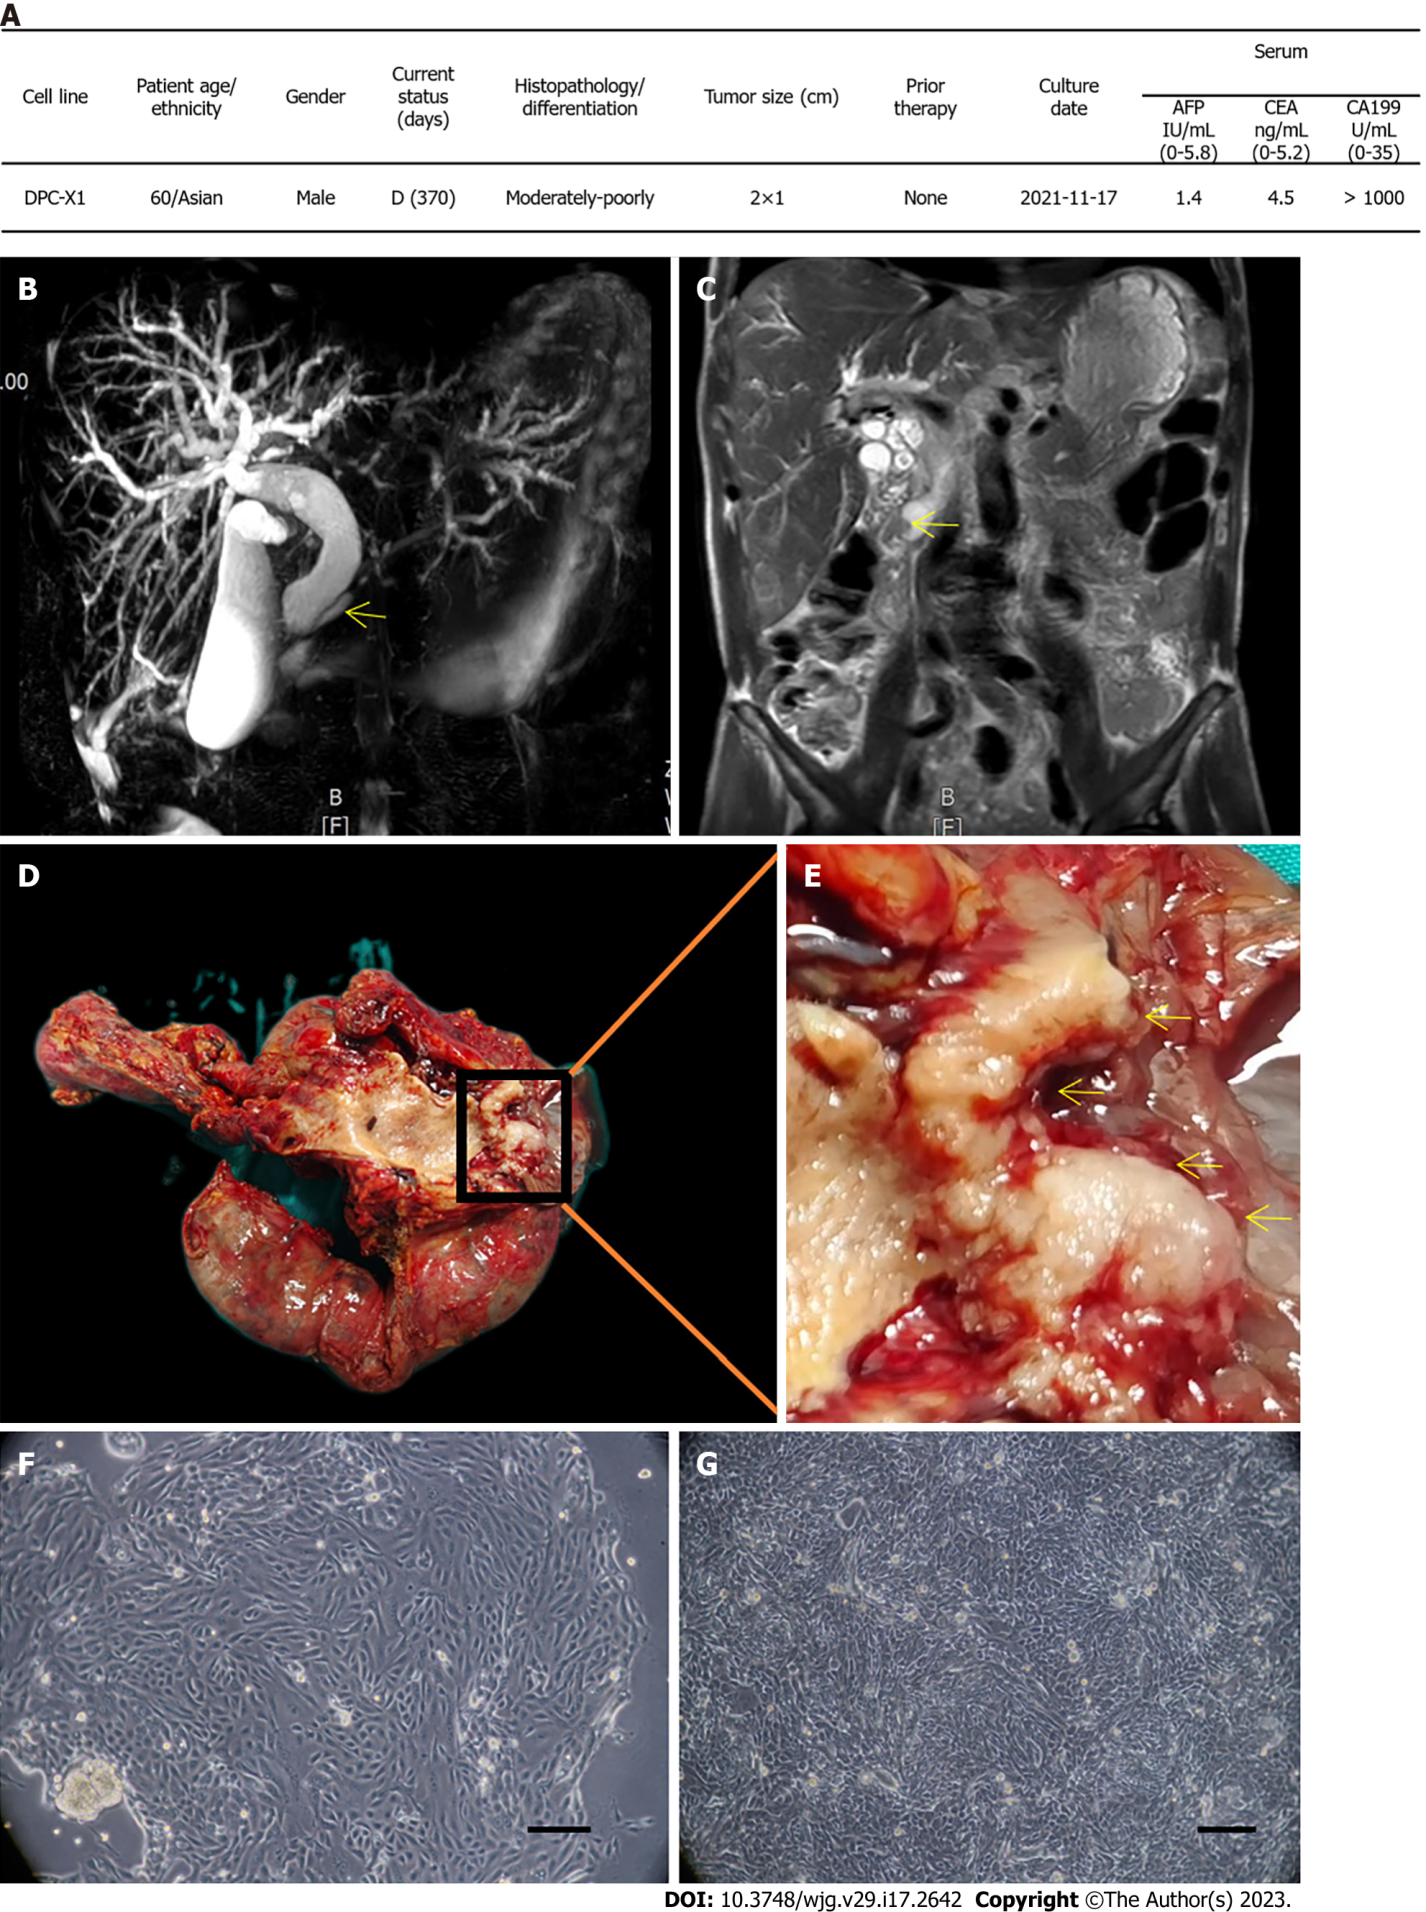 A
Serum
Cell line
Patient age/
ethnicity
Gender
Current
status
(days)
Histopathology/
differentiation
Tumor size (cm)
Prior
therapy
Culture
date
AFP
IU/mL
(0-5.8)
CEA
ng/mL
(0-5.2)
CA199
U/mL
(0-35)
DPC-X1 60/Asian Male D (370) Moderately-poorly 2×1 None 2021-11-17 1.4 4.5 > 1000
B
.00
B
[F]
C
B
[F]
D
E
F
G
DOI: 10.3748/wjg.v29.i17.2642 Copyright ©The Author(s) 2023.